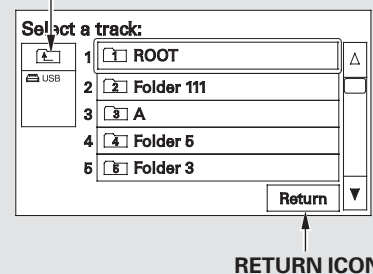 Select a track:
USB
1 1 ROOT
2 2 Folder 111
3 3 A
4 4 Folder 5
5 5 Folder 3
Return
RETURN ICON